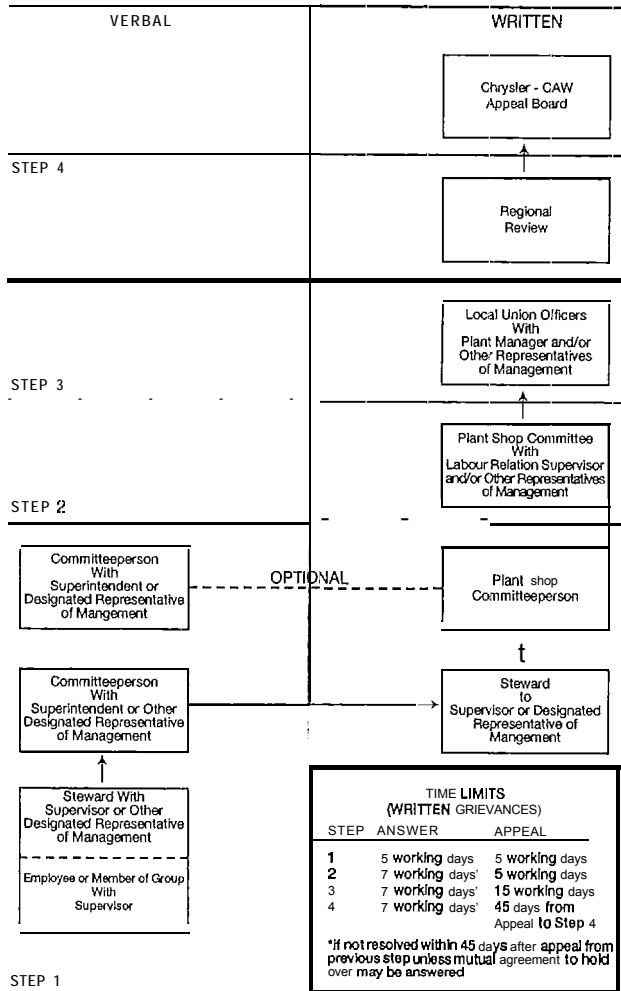 VERBAL
WRITTEN
Chrysler - CAW
Appeal Board
STEP 4
Regional
Review
Local Union Officers
With
Plant Manager and/or
Other Representatives
of Management
STEP 3
Plant Shop Committee
With
Labour Relation Supervisor
and/or Other Representatives
of Management
STEP 2
Committeeperson
With
Superintendent or
Designated Representative
of Mangement
OPTIONAL
Plant shop
Committeeperson
t
Committeeperson
With
Superintendent or Other
Designated Representative
of Management
Steward
to
Supervisor or Designated
Representative of
Mangement
Steward With
Supervisor or Other
Designated Representative
of Management
Employee or Member of Group
With
Supervisor
TIME LIMITS
(WRITTEN GRIEVANCES)
STEP ANSWER APPEAL
1 5 working days 5 working days
2 7 working days' 5 working days
3 7 working days' 15 working days
4 7 working days' 45 days from
Appeal to Step 4
*if not resolved within 45 days after appeal from
previous step unless mutual agreement to hold
over may be answered
STEP 1